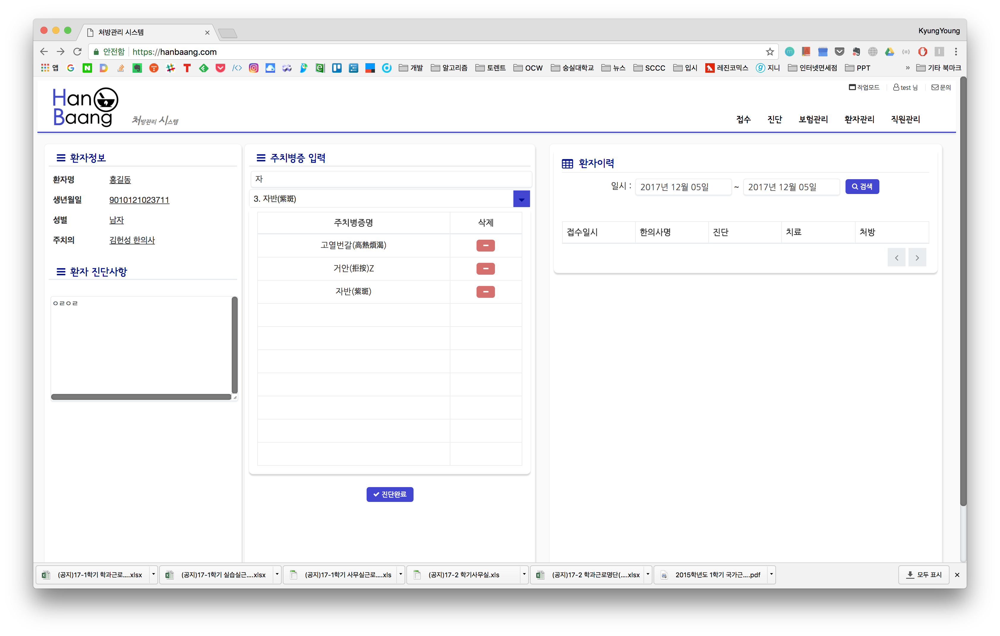 처방관리 시스템
KyungYoung
안전함 https://hanbaang.com
앱 개발 알고리즘 토렌트 OCW 숭실대학교 뉴스 SCCC 입시 레진코믹스 지니 인터넷면세점 PPT » 기타 북마크
작업모드 test 님 문의
Han
Baang
처방관리 시스템
접수 진단 보험관리 환자관리 직원관리
환자정보
환자명 홍길동
생년월일 9010121023711
성별 남자
주치의 김헌성 한의사
환자 진단사항
ㅇㄹㅇㄹ
주치병증 입력
자
3. 자반(紫斑)
주치병증명 삭제
고열번갈(高熱煩渴)
거안(拒按)Z
자반(紫斑)
진단완료
환자이력
일시 : 2017년 12월 05일 ~ 2017년 12월 05일 검색
접수일시 한의사명 진단 치료 처방
(공지)17-1학기 학과근로....xlsx (공지)17-1학기 실습실근....xlsx (공지)17-1학기 사무실근로....xls (공지)17-2 학기사무실.xls (공지)17-2 학과근로명단(....xlsx 2015학년도 1학기 국가근....pdf 모두 표시